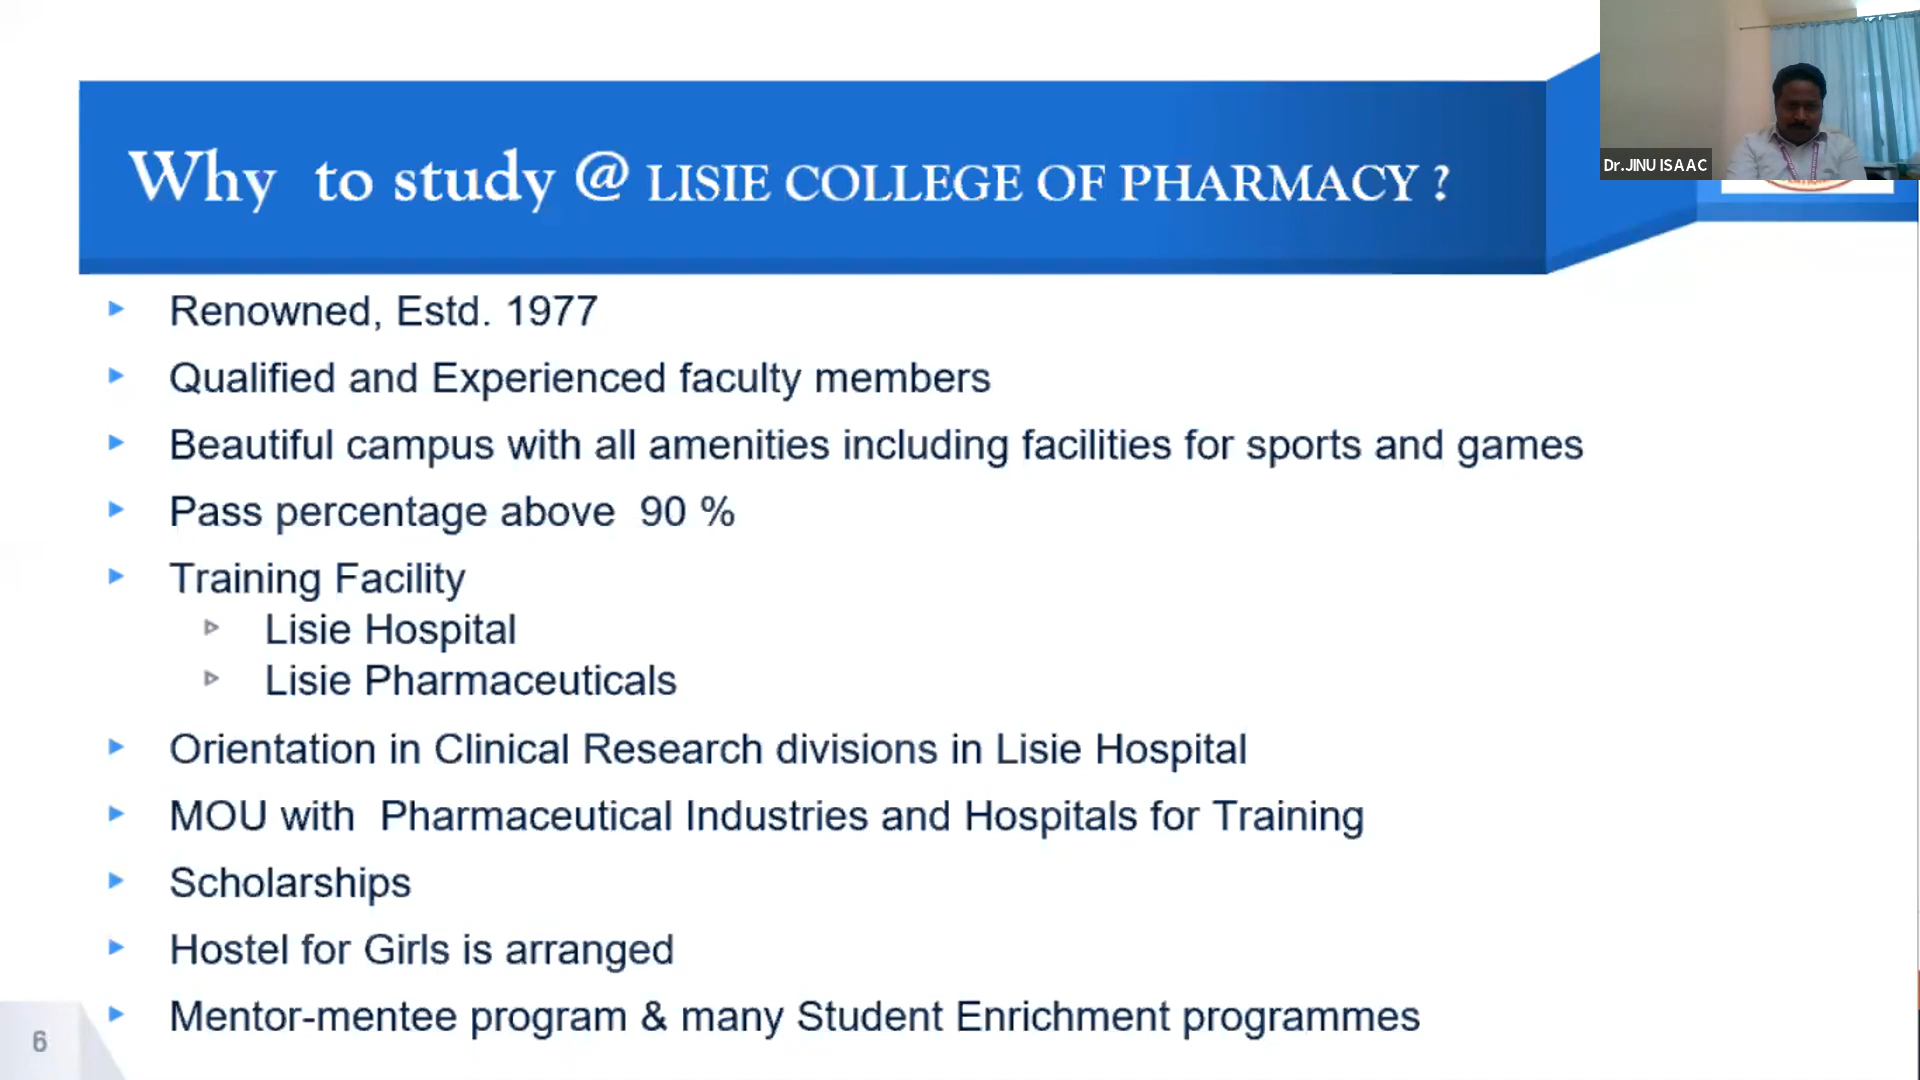 Why to study @ LISIE COLLEGE OF PHARMACY ?
Dr.JINU ISAAC
Renowned, Estd. 1977
Qualified and Experienced faculty members
Beautiful campus with all amenities including facilities for sports and games
Pass percentage above 90 %
Training Facility
Lisie Hospital
Lisie Pharmaceuticals
Orientation in Clinical Research divisions in Lisie Hospital
MOU with Pharmaceutical Industries and Hospitals for Training
Scholarships
Hostel for Girls is arranged
Mentor-mentee program & many Student Enrichment programmes
6